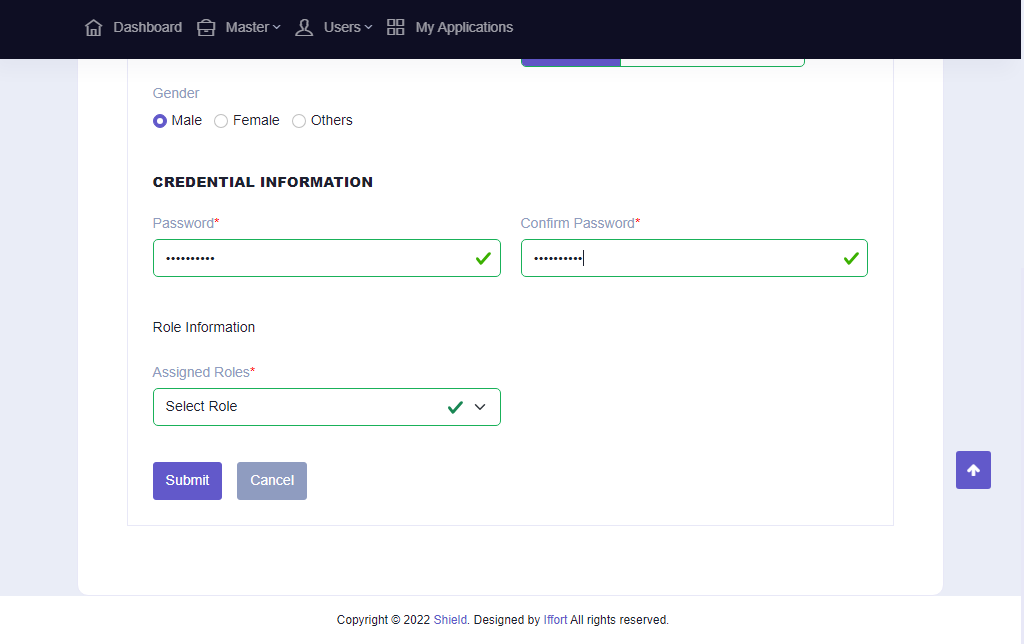 Dashboard Master Users My Applications
Gender
Male Female Others
CREDENTIAL INFORMATION
Password* Confirm Password*
•••••••••• ••••••••••
Role Information
Assigned Roles*
Select Role
Submit Cancel
Copyright © 2022 Shield. Designed by Iffort All rights reserved.